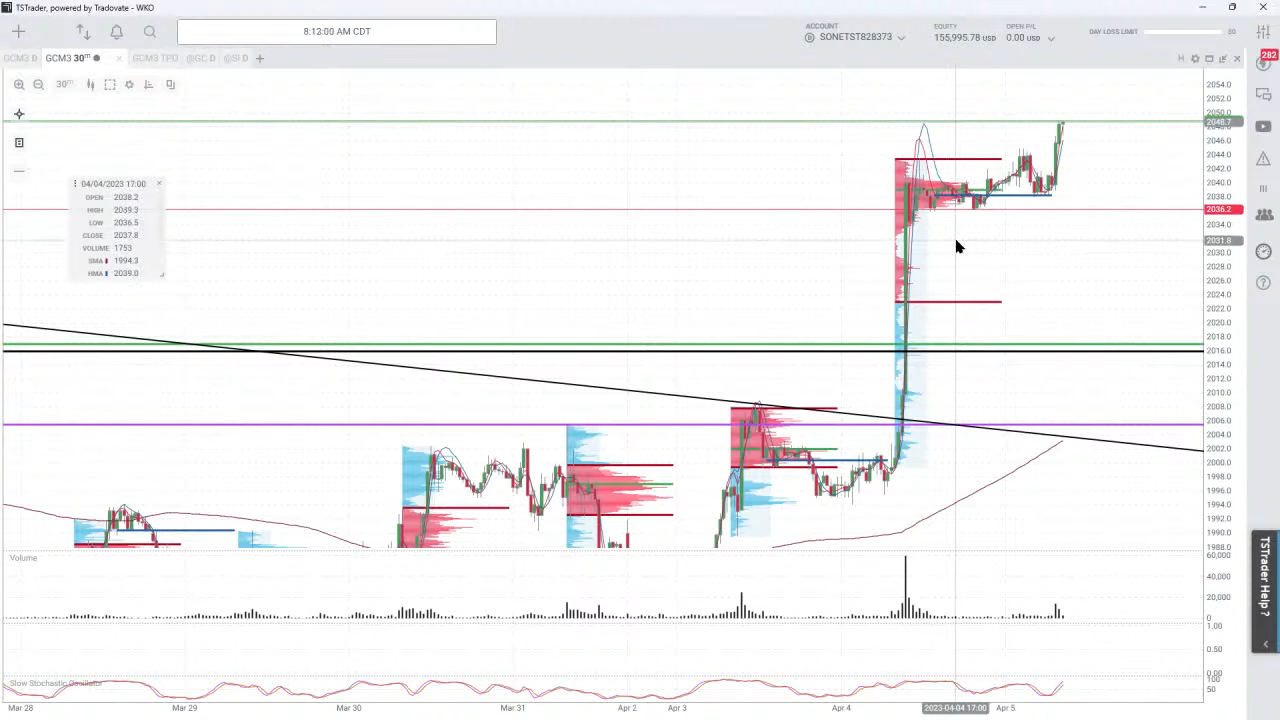 TSTrader, powered by Tradovate - WKO
8:12:00 AM CDT
ACCOUNT
SONETST828373
EQUITY
155,995.78 USD
OPEN P/L
0.00 USD
DAY LOSS LIMIT
$0
GCM3 D
GCM3 30m
GCM3 TPO
@GC D
@SI D
H
282
30m
04/04/2023 17:00
OPEN 2038.2
HIGH 2039.3
LOW 2036.5
CLOSE 2037.8
VOLUME 1753
SMA 1994.3
HMA 2039.0
2054.0
2052.0
2050.0
2048.7
2046.0
2044.0
2042.0
2040.0
2038.0
2036.2
2034.0
2031.8
2030.0
2028.0
2026.0
2024.0
2022.0
2020.0
2018.0
2016.0
2014.0
2012.0
2010.0
2008.0
2006.0
2004.0
2002.0
2000.0
1998.0
1996.0
1994.0
1992.0
1990.0
1988.0
Volume
60,000
40,000
20,000
0
1.00
0.50
0.00
Slow Stochastic Oscillator
100
50
Mar 28
Mar 29
Mar 30
Mar 31
Apr 2
Apr 3
Apr 4
2023-04-04 17:00
Apr 5
TSTrader Help ?